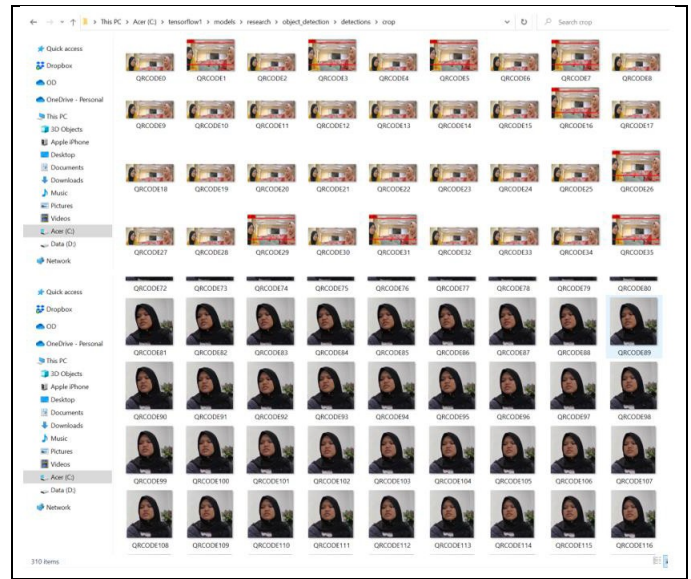 This PC > Acer (C:) > tensorflow1 > models > research > object_detection > detections > crop
Search crop
Quick access
Dropbox
OD
OneDrive - Personal
This PC
3D Objects
Apple iPhone
Desktop
Documents
Downloads
Music
Pictures
Videos
Acer (C:)
Data (D:)
Network
QRCODE0 QRCODE1 QRCODE2 QRCODE3 QRCODE4 QRCODE5 QRCODE6 QRCODE7 QRCODE8
QRCODE9 QRCODE10 QRCODE11 QRCODE12 QRCODE13 QRCODE14 QRCODE15 QRCODE16 QRCODE17
QRCODE18 QRCODE19 QRCODE20 QRCODE21 QRCODE22 QRCODE23 QRCODE24 QRCODE25 QRCODE26
QRCODE27 QRCODE28 QRCODE29 QRCODE30 QRCODE31 QRCODE32 QRCODE33 QRCODE34 QRCODE35
Quick access
Dropbox
OD
OneDrive - Personal
This PC
3D Objects
Apple iPhone
Desktop
Documents
Downloads
Music
Pictures
Videos
Acer (C:)
Data (D:)
Network
QRCODE72 QRCODE73 QRCODE74 QRCODE75 QRCODE76 QRCODE77 QRCODE78 QRCODE79 QRCODE80
QRCODE81 QRCODE82 QRCODE83 QRCODE84 QRCODE85 QRCODE86 QRCODE87 QRCODE88 QRCODE89
QRCODE90 QRCODE91 QRCODE92 QRCODE93 QRCODE94 QRCODE95 QRCODE96 QRCODE97 QRCODE98
QRCODE99 QRCODE100 QRCODE101 QRCODE102 QRCODE103 QRCODE104 QRCODE105 QRCODE106 QRCODE107
QRCODE108 QRCODE109 QRCODE110 QRCODE111 QRCODE112 QRCODE113 QRCODE114 QRCODE115 QRCODE116
310 items